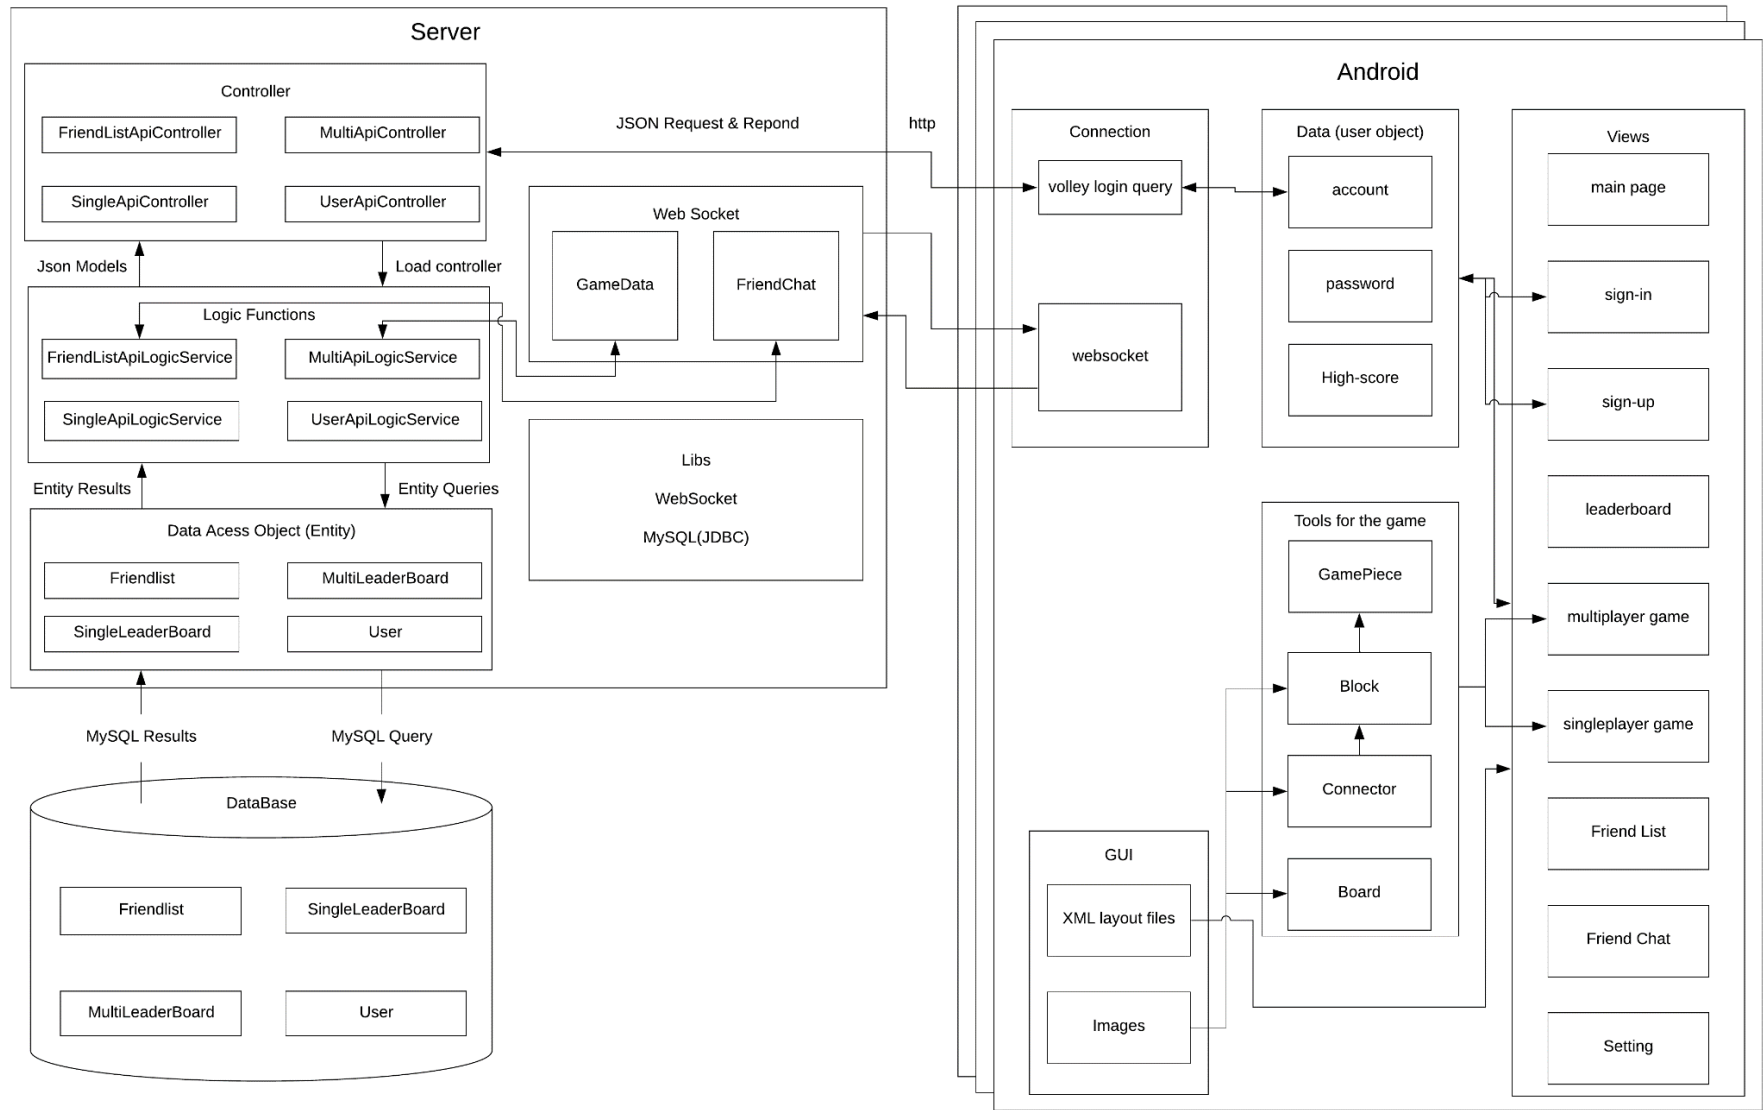 Server
Controller
FriendListApiController
MultiApiController
SingleApiController
UserApiController
Json Models
Load controller
Logic Functions
FriendListApiLogicService
MultiApiLogicService
SingleApiLogicService
UserApiLogicService
Entity Results
Entity Queries
Data Acess Object (Entity)
Friendlist
MultiLeaderBoard
SingleLeaderBoard
User
MySQL Results
MySQL Query
DataBase
Friendlist
SingleLeaderBoard
MultiLeaderBoard
User
JSON Request & Repond
http
Web Socket
GameData
FriendChat
Libs
WebSocket
MySQL(JDBC)
Android
Connection
volley login query
websocket
Data (user object)
account
password
High-score
Tools for the game
GamePiece
Block
Connector
Board
GUI
XML layout files
Images
Views
main page
sign-in
sign-up
leaderboard
multiplayer game
singleplayer game
Friend List
Friend Chat
Setting